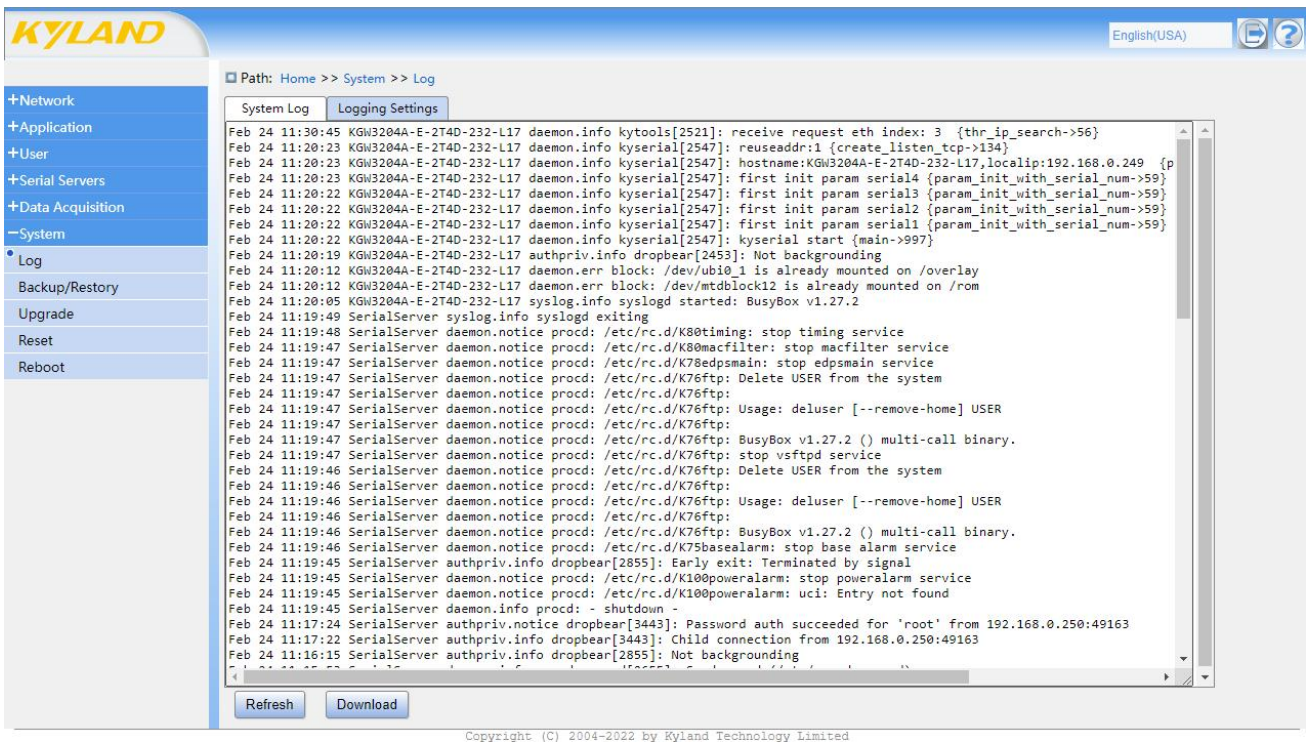 KYLAND
English(USA)
Path: Home >> System >> Log
+Network
+Application
+User
+Serial Servers
+Data Acquisition
−System
Log
Backup/Restory
Upgrade
Reset
Reboot
System Log
Logging Settings
Feb 24 11:30:45 KGW3204A-E-2T4D-232-L17 daemon.info kytools[2521]: receive request eth index: 3  {thr_ip_search->56}
Feb 24 11:20:23 KGW3204A-E-2T4D-232-L17 daemon.info kyserial[2547]: reuseaddr:1 {create_listen_tcp->134}
Feb 24 11:20:23 KGW3204A-E-2T4D-232-L17 daemon.info kyserial[2547]: hostname:KGW3204A-E-2T4D-232-L17,localip:192.168.0.249  {p
Feb 24 11:20:23 KGW3204A-E-2T4D-232-L17 daemon.info kyserial[2547]: first init param serial4 {param_init_with_serial_num->59}
Feb 24 11:20:22 KGW3204A-E-2T4D-232-L17 daemon.info kyserial[2547]: first init param serial3 {param_init_with_serial_num->59}
Feb 24 11:20:22 KGW3204A-E-2T4D-232-L17 daemon.info kyserial[2547]: first init param serial2 {param_init_with_serial_num->59}
Feb 24 11:20:22 KGW3204A-E-2T4D-232-L17 daemon.info kyserial[2547]: first init param serial1 {param_init_with_serial_num->59}
Feb 24 11:20:22 KGW3204A-E-2T4D-232-L17 daemon.info kyserial[2547]: kyserial start {main->997}
Feb 24 11:20:19 KGW3204A-E-2T4D-232-L17 authpriv.info dropbear[2453]: Not backgrounding
Feb 24 11:20:12 KGW3204A-E-2T4D-232-L17 daemon.err block: /dev/ubi0_1 is already mounted on /overlay
Feb 24 11:20:12 KGW3204A-E-2T4D-232-L17 daemon.err block: /dev/mtdblock12 is already mounted on /rom
Feb 24 11:20:05 KGW3204A-E-2T4D-232-L17 syslog.info syslogd started: BusyBox v1.27.2
Feb 24 11:19:49 SerialServer syslog.info syslogd exiting
Feb 24 11:19:48 SerialServer daemon.notice procd: /etc/rc.d/K80timing: stop timing service
Feb 24 11:19:47 SerialServer daemon.notice procd: /etc/rc.d/K80macfilter: stop macfilter service
Feb 24 11:19:47 SerialServer daemon.notice procd: /etc/rc.d/K78edpsmain: stop edpsmain service
Feb 24 11:19:47 SerialServer daemon.notice procd: /etc/rc.d/K76ftp: Delete USER from the system
Feb 24 11:19:47 SerialServer daemon.notice procd: /etc/rc.d/K76ftp:
Feb 24 11:19:47 SerialServer daemon.notice procd: /etc/rc.d/K76ftp: Usage: deluser [--remove-home] USER
Feb 24 11:19:47 SerialServer daemon.notice procd: /etc/rc.d/K76ftp:
Feb 24 11:19:47 SerialServer daemon.notice procd: /etc/rc.d/K76ftp: BusyBox v1.27.2 () multi-call binary.
Feb 24 11:19:47 SerialServer daemon.notice procd: /etc/rc.d/K76ftp: stop vsftpd service
Feb 24 11:19:46 SerialServer daemon.notice procd: /etc/rc.d/K76ftp: Delete USER from the system
Feb 24 11:19:46 SerialServer daemon.notice procd: /etc/rc.d/K76ftp:
Feb 24 11:19:46 SerialServer daemon.notice procd: /etc/rc.d/K76ftp: Usage: deluser [--remove-home] USER
Feb 24 11:19:46 SerialServer daemon.notice procd: /etc/rc.d/K76ftp:
Feb 24 11:19:46 SerialServer daemon.notice procd: /etc/rc.d/K76ftp: BusyBox v1.27.2 () multi-call binary.
Feb 24 11:19:46 SerialServer daemon.notice procd: /etc/rc.d/K75basealarm: stop base alarm service
Feb 24 11:19:45 SerialServer authpriv.info dropbear[2855]: Early exit: Terminated by signal
Feb 24 11:19:45 SerialServer daemon.notice procd: /etc/rc.d/K100poweralarm: stop poweralarm service
Feb 24 11:19:45 SerialServer daemon.notice procd: /etc/rc.d/K100poweralarm: uci: Entry not found
Feb 24 11:19:45 SerialServer daemon.info procd: - shutdown -
Feb 24 11:17:24 SerialServer authpriv.notice dropbear[3443]: Password auth succeeded for 'root' from 192.168.0.250:49163
Feb 24 11:17:22 SerialServer authpriv.info dropbear[3443]: Child connection from 192.168.0.250:49163
Feb 24 11:16:15 SerialServer authpriv.info dropbear[2855]: Not backgrounding
Refresh
Download
Copyright (C) 2004-2022 by Kyland Technology Limited